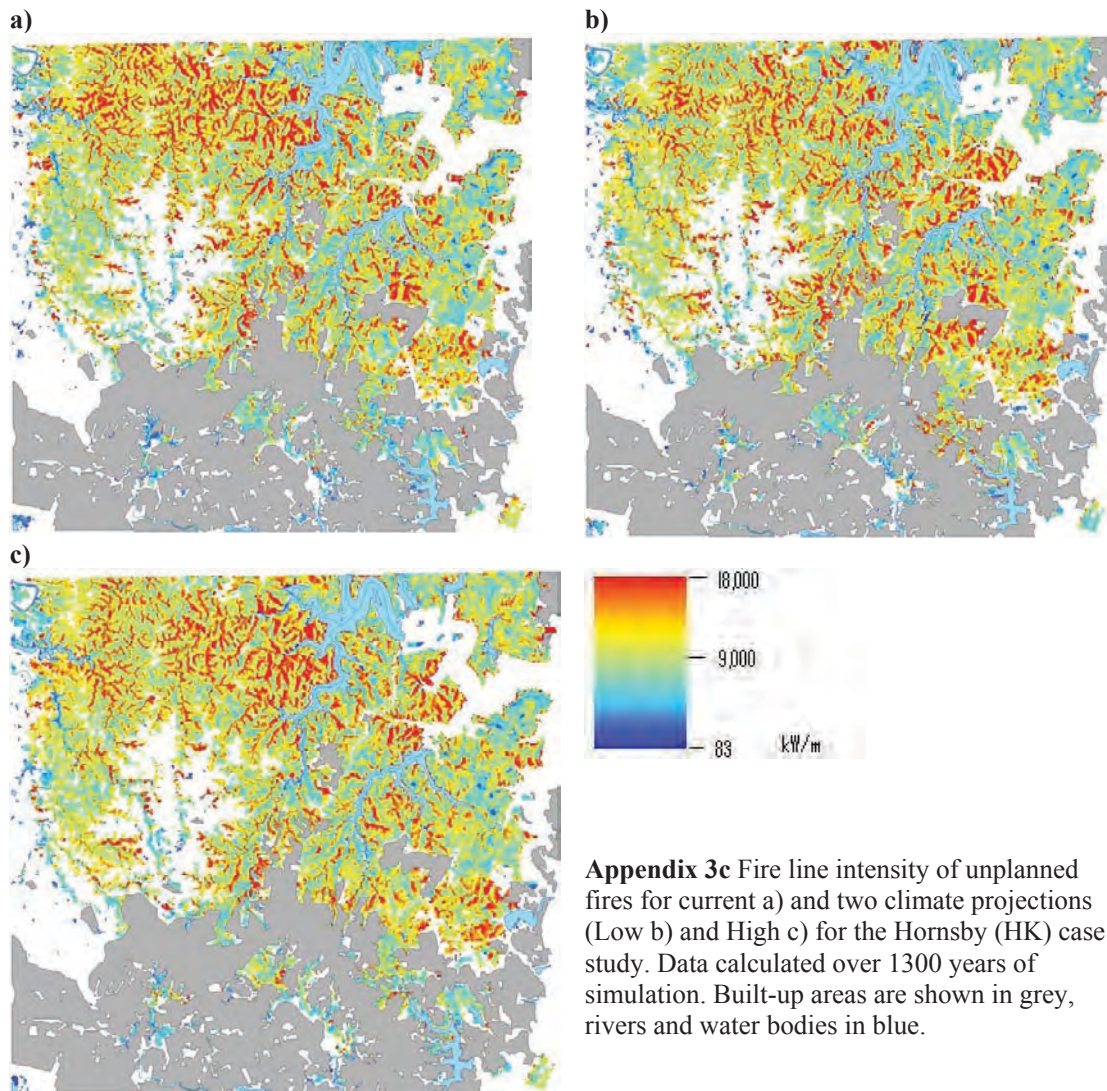 a)
b)
c)
18,000
9,000
83 kW/m
Appendix 3c Fire line intensity of unplanned
fires for current a) and two climate projections
(Low b) and High c) for the Hornsby (HK) case
study. Data calculated over 1300 years of
simulation. Built-up areas are shown in grey,
rivers and water bodies in blue.